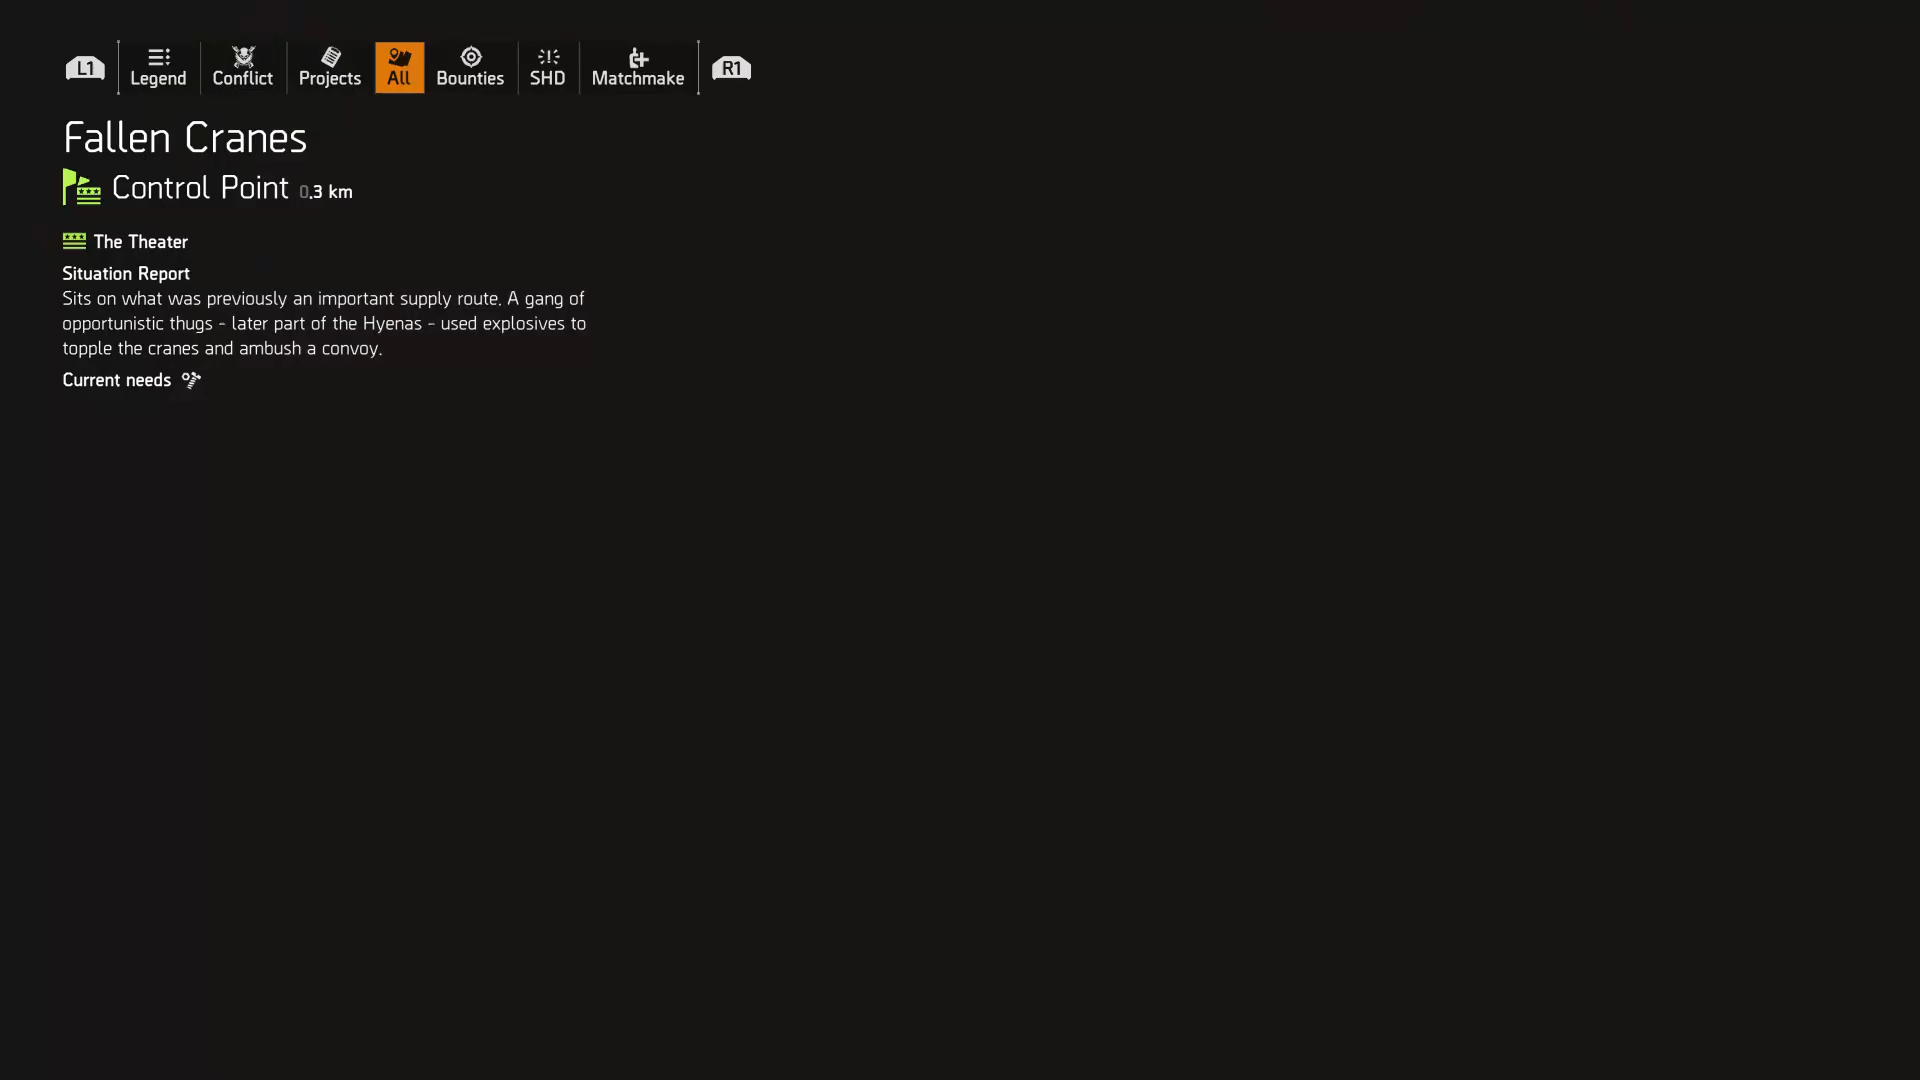 L1 Legend Conflict Projects All Bounties SHD Matchmake R1
Fallen Cranes
Control Point 0.3 km
The Theater
Situation Report
Sits on what was previously an important supply route. A gang of
opportunistic thugs - later part of the Hyenas - used explosives to
topple the cranes and ambush a convoy.
Current needs